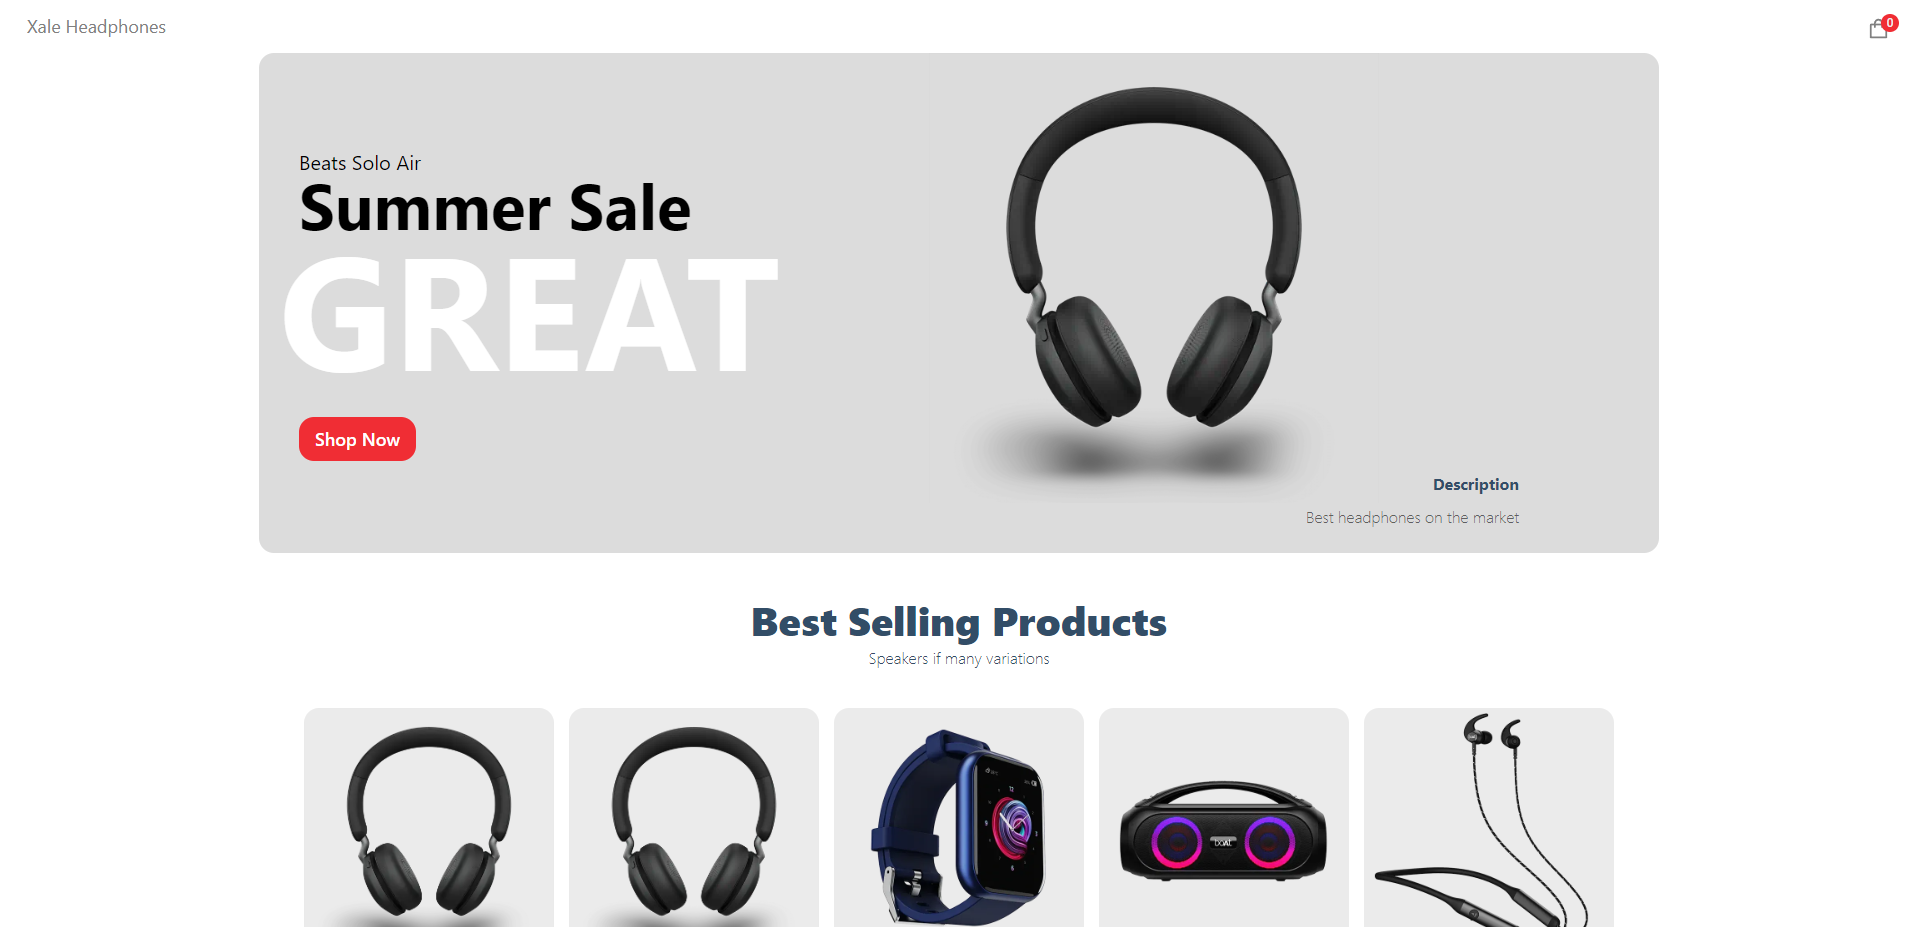 Xale Headphones
0
Beats Solo Air
Summer Sale
GREAT
Shop Now
Description
Best headphones on the market
Best Selling Products
Speakers if many variations
12